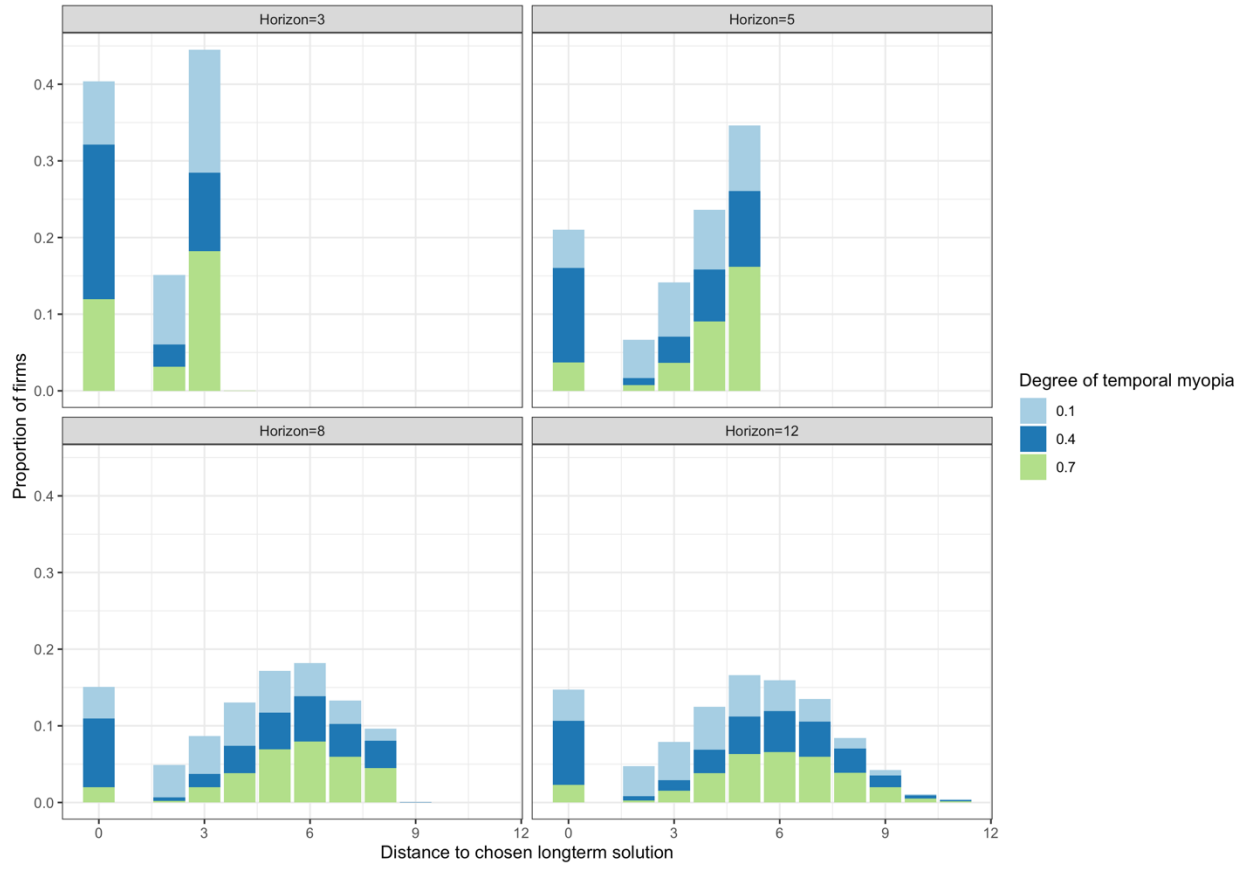 Horizon=3
Horizon=5
0.4
0.3
0.2
0.1
0.0
Horizon=8
Horizon=12
0.4
0.3
0.2
0.1
0.0
0 3 6 9 12
0 3 6 9 12
Proportion of firms
Distance to chosen longterm solution
Degree of temporal myopia
0.1
0.4
0.7